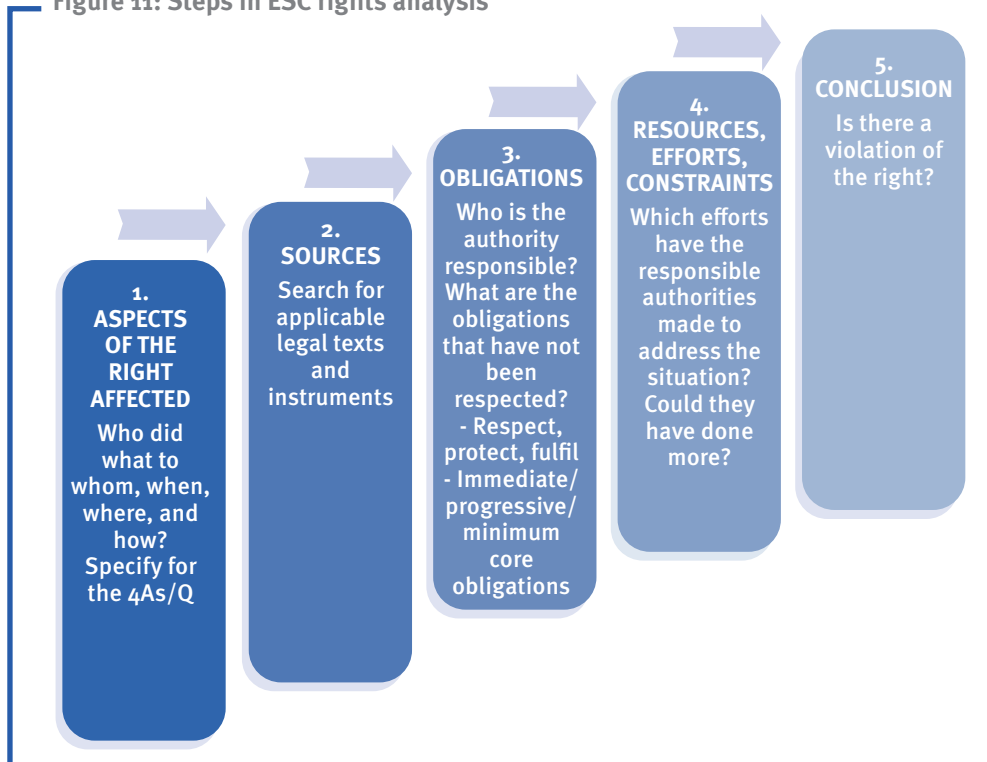 Figure 11: Steps in ESC rights analysis
1.
ASPECTS
OF THE
RIGHT
AFFECTED
Who did
what to
whom, when,
where, and
how?
Specify for
the 4As/Q
2.
SOURCES
Search for
applicable
legal texts
and
instruments
3.
OBLIGATIONS
Who is the
authority
responsible?
What are the
obligations
that have not
been
respected?
- Respect,
protect, fulfil
- Immediate/
progressive/
minimum
core
obligations
4.
RESOURCES,
EFFORTS,
CONSTRAINTS
Which efforts
have the
responsible
authorities
made to
address the
situation?
Could they
have done
more?
5.
CONCLUSION
Is there a
violation of
the right?